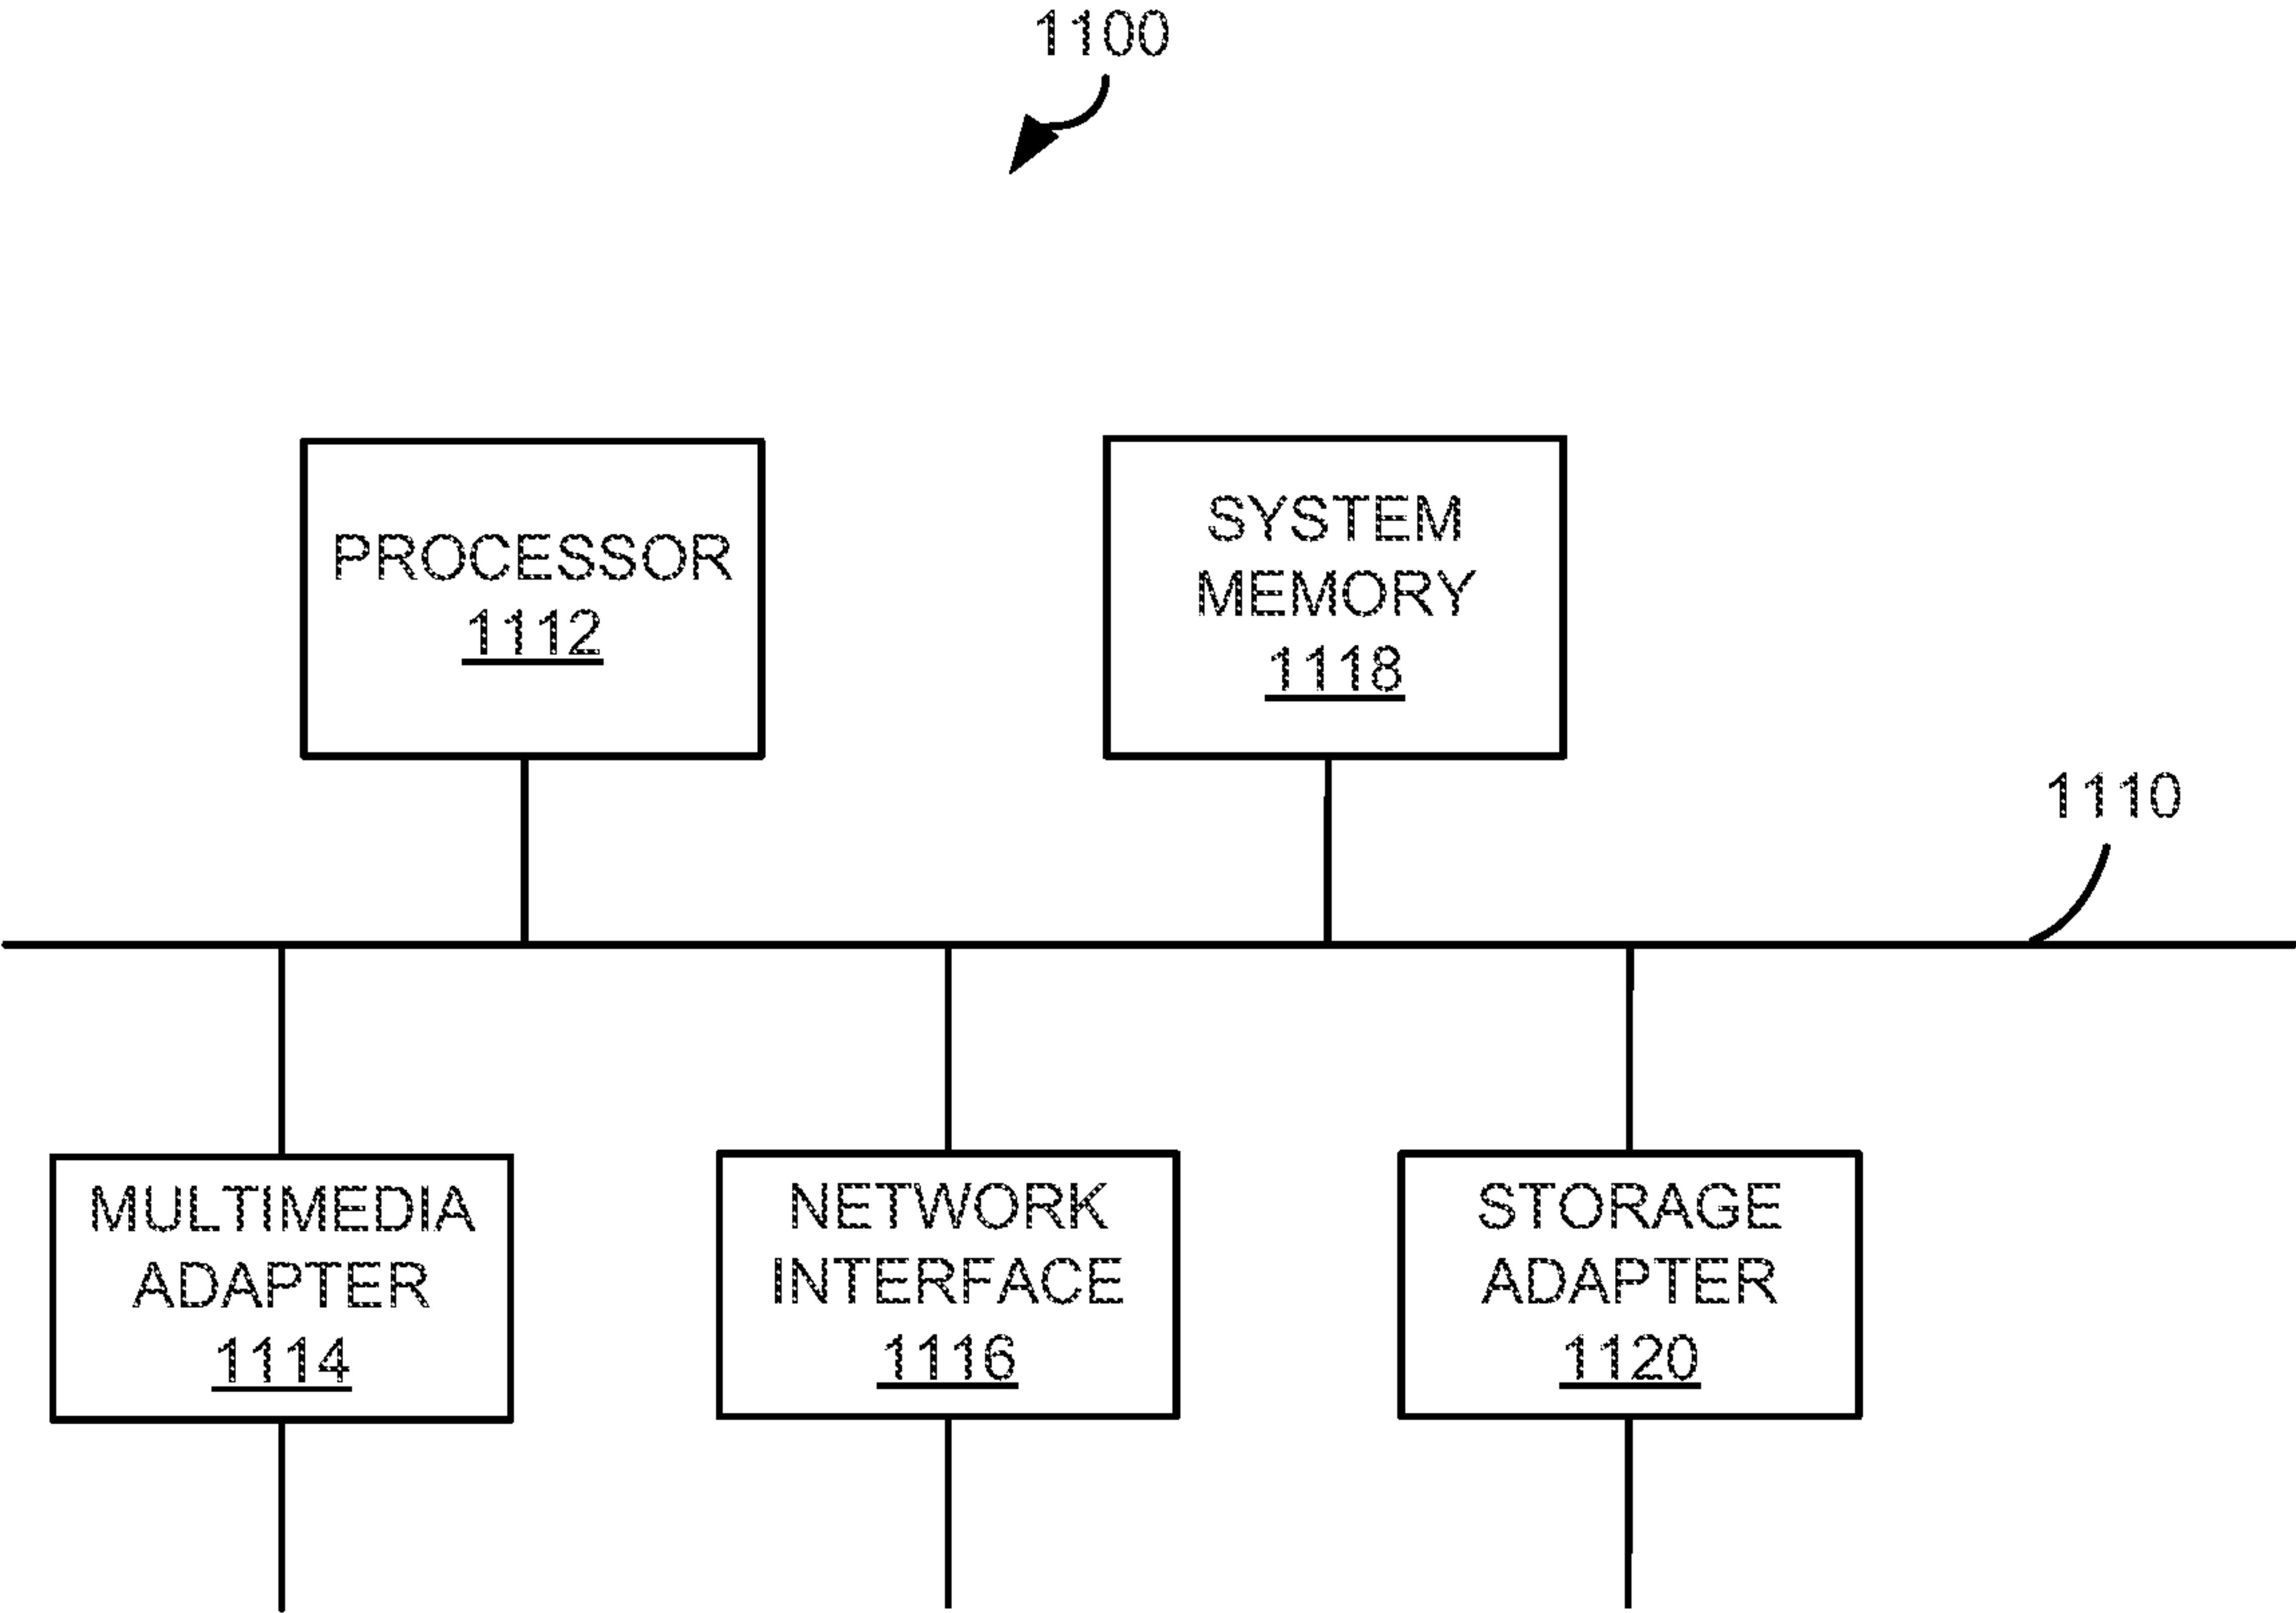 1100
PROCESSOR
1112
SYSTEM
MEMORY
1118
1110
MULTIMEDIA
ADAPTER
1114
NETWORK
INTERFACE
1116
STORAGE
ADAPTER
1120